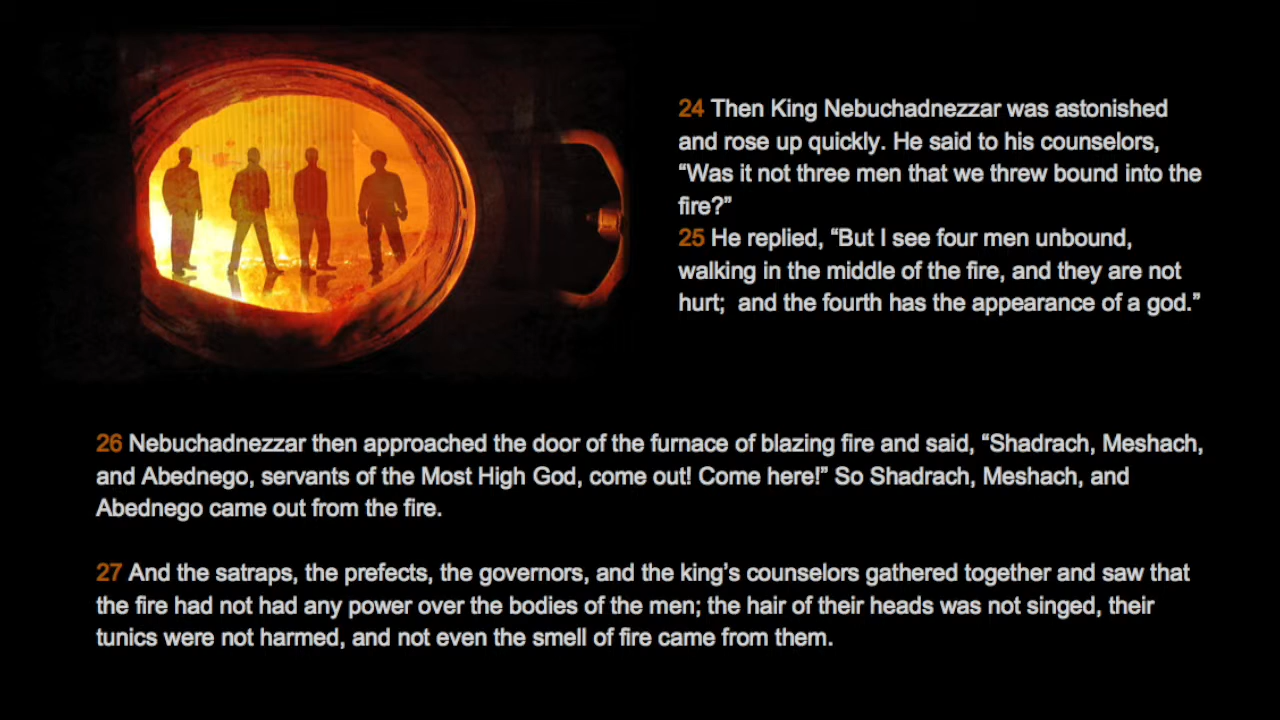 24 Then King Nebuchadnezzar was astonished
and rose up quickly. He said to his counselors,
“Was it not three men that we threw bound into the
fire?”
25 He replied, “But I see four men unbound,
walking in the middle of the fire, and they are not
hurt;  and the fourth has the appearance of a god.”
26 Nebuchadnezzar then approached the door of the furnace of blazing fire and said, “Shadrach, Meshach,
and Abednego, servants of the Most High God, come out! Come here!” So Shadrach, Meshach, and
Abednego came out from the fire.
27 And the satraps, the prefects, the governors, and the king’s counselors gathered together and saw that
the fire had not had any power over the bodies of the men; the hair of their heads was not singed, their
tunics were not harmed, and not even the smell of fire came from them.